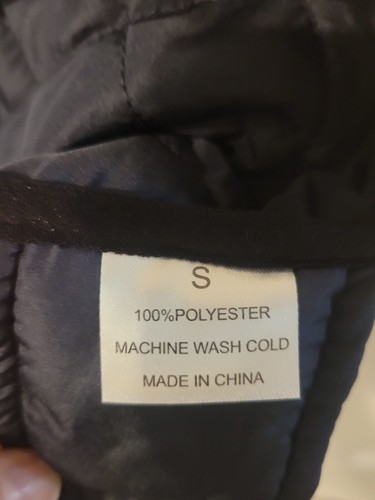 S
100%POLYESTER
MACHINE WASH COLD
MADE IN CHINA